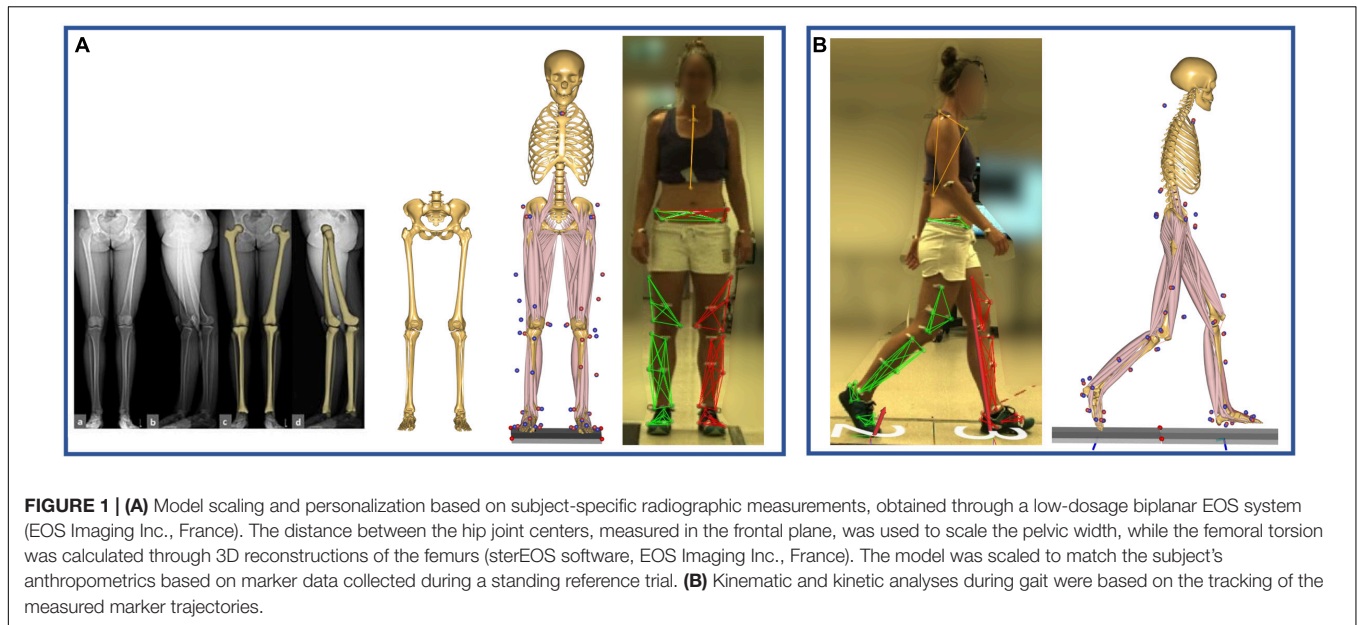 A
B
a
b
c
d
2
3
FIGURE 1 | (A) Model scaling and personalization based on subject-specific radiographic measurements, obtained through a low-dosage biplanar EOS system
(EOS Imaging Inc., France). The distance between the hip joint centers, measured in the frontal plane, was used to scale the pelvic width, while the femoral torsion
was calculated through 3D reconstructions of the femurs (sterEOS software, EOS Imaging Inc., France). The model was scaled to match the subject's
anthropometrics based on marker data collected during a standing reference trial. (B) Kinematic and kinetic analyses during gait were based on the tracking of the
measured marker trajectories.